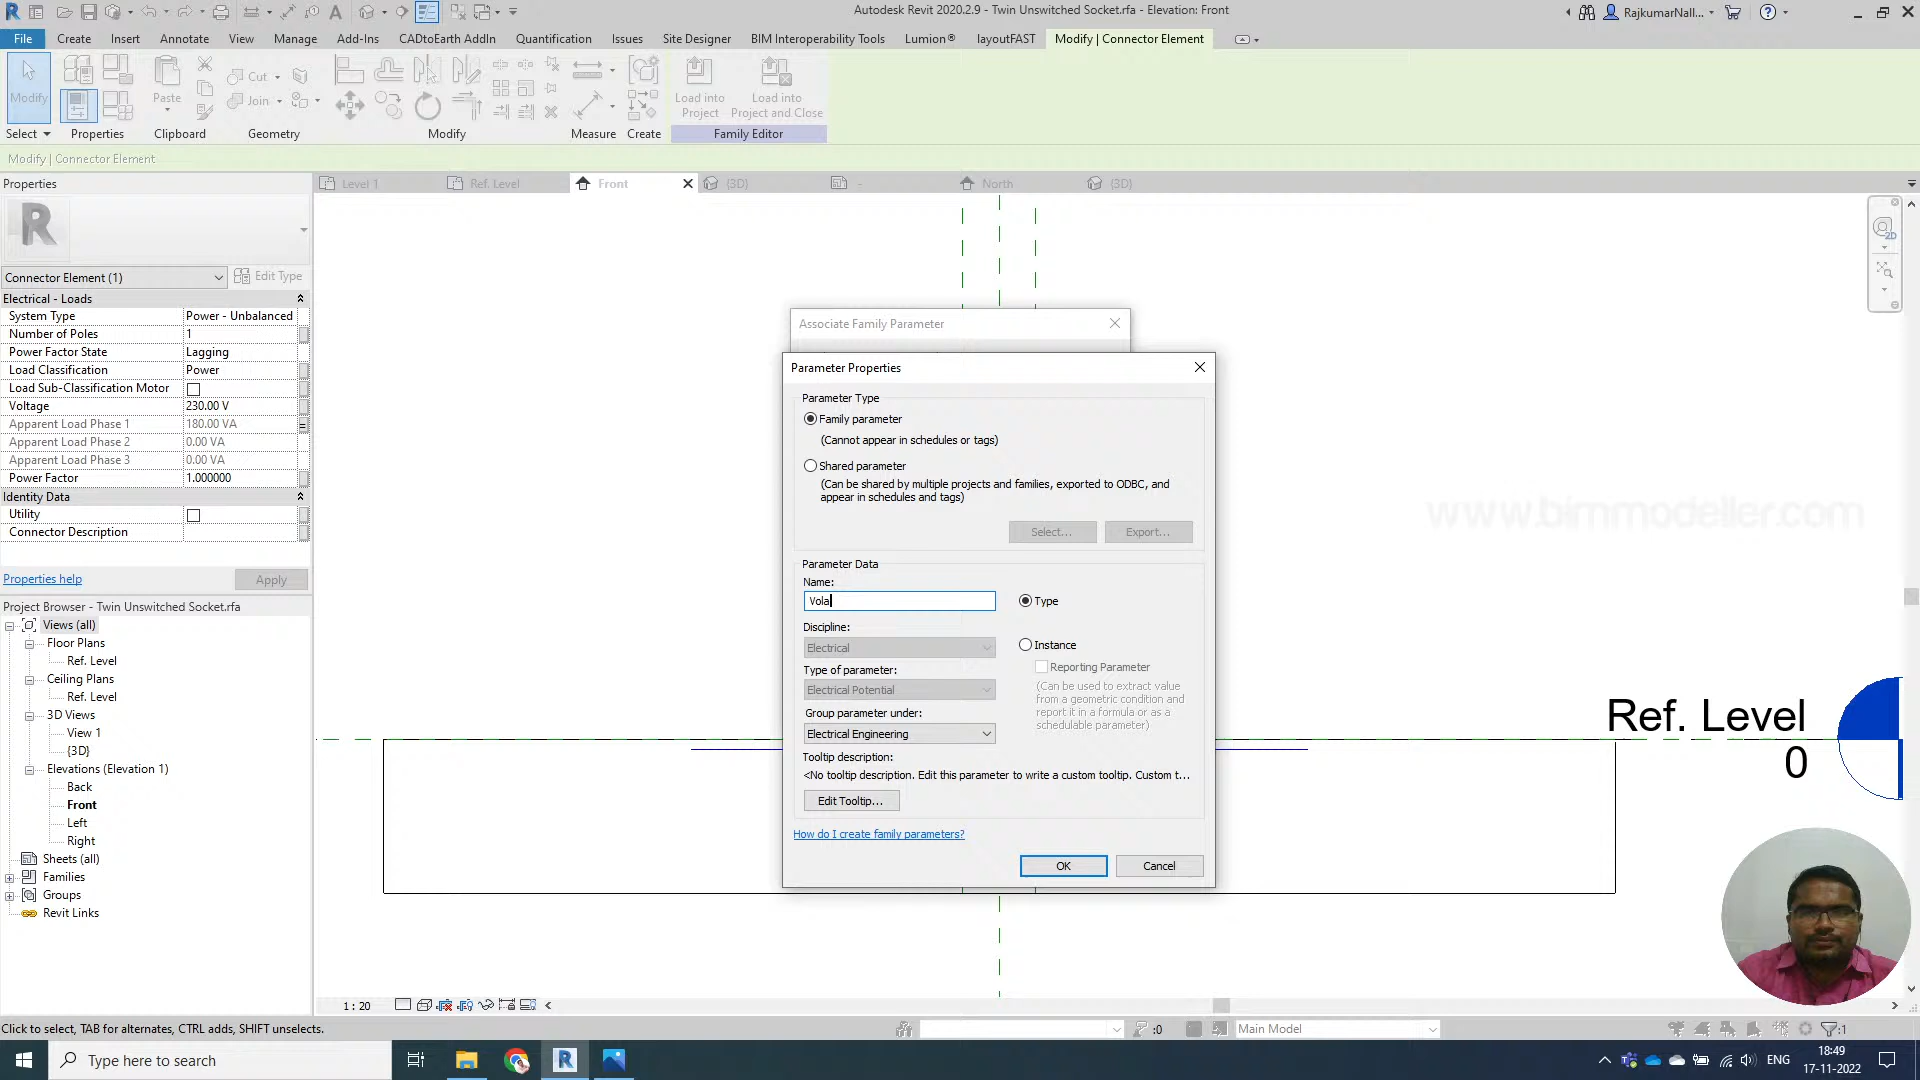 Autodesk Revit 2020.2.9 - Twin Unswitched Socket.rfa - Elevation: Front
RajkumarNall...
File Create Insert Annotate View Manage Add-Ins CADtoEarth AddIn Quantification Issues Site Designer BIM Interoperability Tools Lumion® layoutFAST Modify | Connector Element
Modify
Paste
Cut
Join
Load into Project
Load into Project and Close
Select Properties Clipboard Geometry Modify Measure Create Family Editor
Modify | Connector Element
Properties
Level 1
Ref. Level
Front
{3D}
-
North
{3D}
R
2D
Connector Element (1)
Edit Type
Electrical - Loads
System Type Power - Unbalanced
Number of Poles 1
Power Factor State Lagging
Load Classification Power
Load Sub-Classification Motor
Voltage 230.00 V
Apparent Load Phase 1 180.00 VA
=
Apparent Load Phase 2 0.00 VA
Apparent Load Phase 3 0.00 VA
Power Factor 1.000000
Identity Data
Utility
Connector Description
Properties help
Apply
Project Browser - Twin Unswitched Socket.rfa
Views (all)
Floor Plans
Ref. Level
Ceiling Plans
Ref. Level
3D Views
View 1
{3D}
Elevations (Elevation 1)
Back
Front
Left
Right
Sheets (all)
Families
Groups
Revit Links
Associate Family Parameter
Parameter Properties
Parameter Type
Family parameter
(Cannot appear in schedules or tags)
Shared parameter
(Can be shared by multiple projects and families, exported to ODBC, and
appear in schedules and tags)
Select...
Export...
Parameter Data
Name:
Vola
Type
Discipline:
Electrical
Instance
Reporting Parameter
Type of parameter:
Electrical Potential
(Can be used to extract value
from a geometric condition and
report it in a formula or as a
schedulable parameter)
Group parameter under:
Electrical Engineering
Tooltip description:
<No tooltip description. Edit this parameter to write a custom tooltip. Custom t...
Edit Tooltip...
How do I create family parameters?
OK
Cancel
www.bimmodeller.com
Ref. Level
0
1 : 20
Click to select, TAB for alternates, CTRL adds, SHIFT unselects.
:0
Main Model
:1
Type here to search
ENG
18:49
17-11-2022